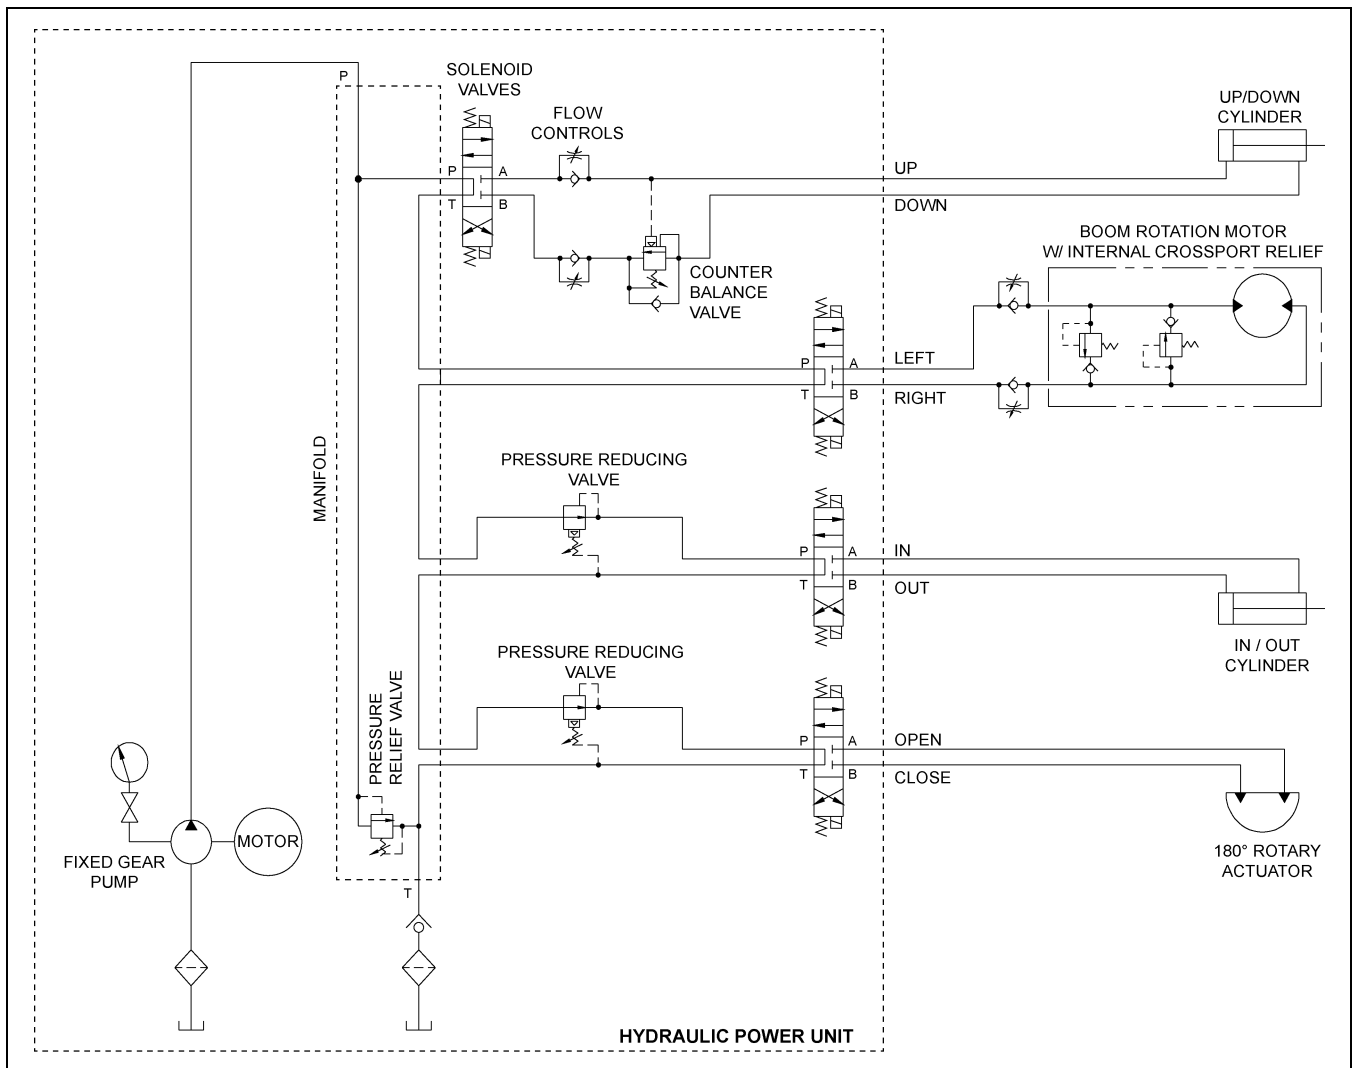 P
SOLENOID
VALVES
FLOW
CONTROLS
UP/DOWN
CYLINDER
P
A
T
B
UP
DOWN
COUNTER
BALANCE
VALVE
BOOM ROTATION MOTOR
W/ INTERNAL CROSSPORT RELIEF
P
A
T
B
LEFT
RIGHT
MANIFOLD
PRESSURE REDUCING
VALVE
P
A
T
B
IN
OUT
IN / OUT
CYLINDER
PRESSURE REDUCING
VALVE
PRESSURE
RELIEF VALVE
P
A
T
B
OPEN
CLOSE
180° ROTARY
ACTUATOR
MOTOR
FIXED GEAR
PUMP
T
HYDRAULIC POWER UNIT